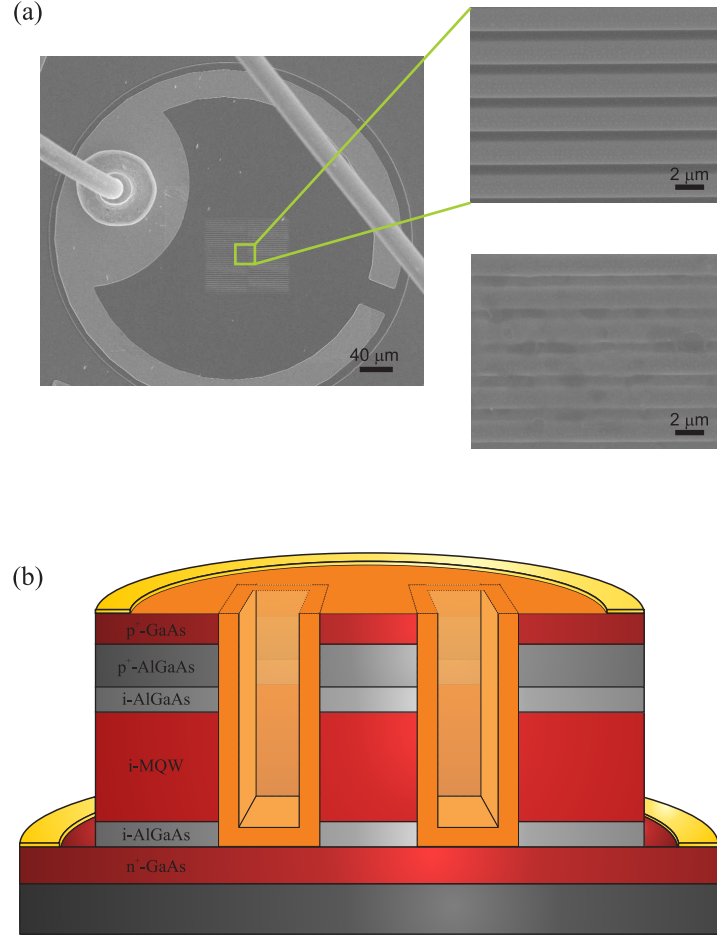 (a)
2 μm
40 μm
2 μm
(b)
p⁺-GaAs
p⁺-AlGaAs
i-AlGaAs
i-MQW
i-AlGaAs
n⁺-GaAs